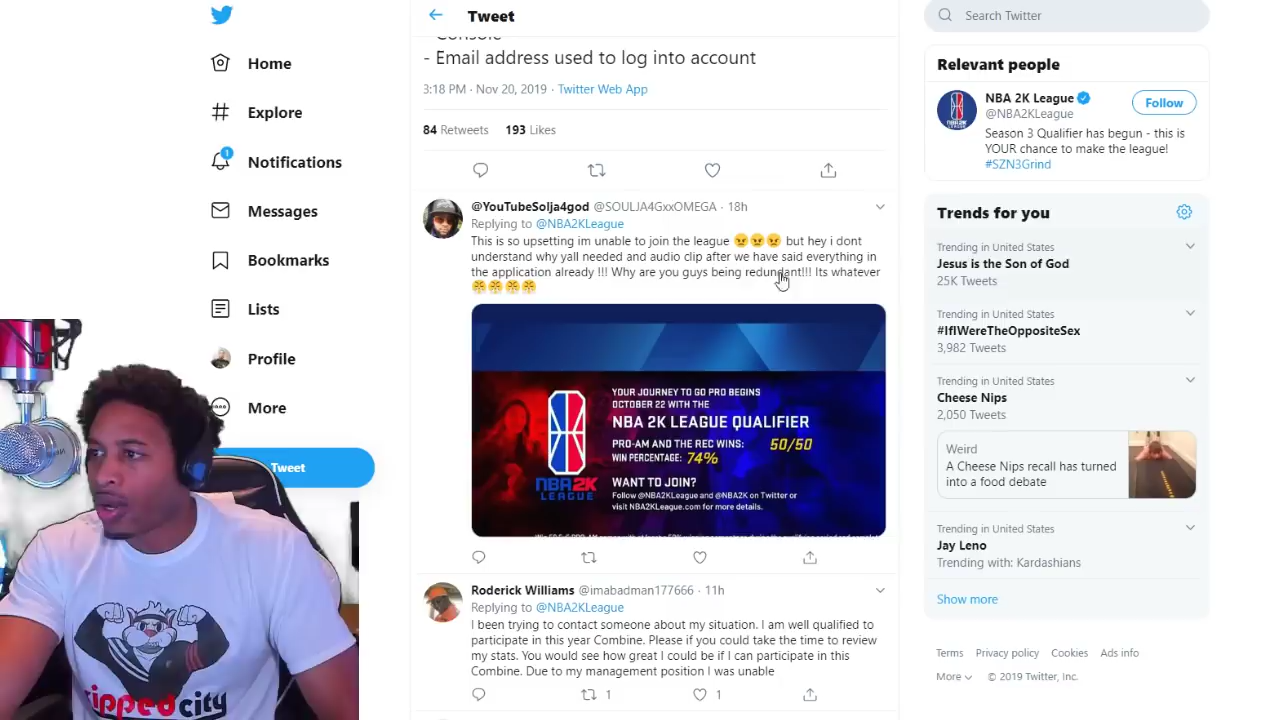 Home
Explore
1
Notifications
Messages
Bookmarks
Lists
Profile
More
Tweet
Tweet
- Console
- Email address used to log into account
3:18 PM · Nov 20, 2019 · Twitter Web App
84 Retweets 193 Likes
@YouTubeSolja4god @SOULJA4GxxOMEGA · 18h
Replying to @NBA2KLeague
This is so upsetting im unable to join the league 😠😠😠 but hey i dont
understand why yall needed and audio clip after we have said everything in
the application already !!! Why are you guys being redundant!!! Its whatever
😤😤😤😤
YOUR JOURNEY TO GO PRO BEGINS
OCTOBER 22 WITH THE
NBA 2K LEAGUE QUALIFIER
PRO-AM AND THE REC WINS: 50/50
WIN PERCENTAGE: 74%
WANT TO JOIN?
Follow @NBA2KLeague and @NBA2K on Twitter or
visit NBA2KLeague.com for more details.
NBA2K
LEAGUE
Roderick Williams @imabadman177666 · 11h
Replying to @NBA2KLeague
I been trying to contact someone about my situation. I am well qualified to
participate in this year Combine. Please if you could take the time to review
my stats. You would see how great I could be if I can participate in this
Combine. Due to my management position I was unable
1 1
Search Twitter
Relevant people
NBA 2K League
@NBA2KLeague
Follow
Season 3 Qualifier has begun - this is
YOUR chance to make the league!
#SZN3Grind
Trends for you
Trending in United States
Jesus is the Son of God
25K Tweets
Trending in United States
#IfIWereTheOppositeSex
3,982 Tweets
Trending in United States
Cheese Nips
2,050 Tweets
Weird
A Cheese Nips recall has turned
into a food debate
Trending in United States
Jay Leno
Trending with: Kardashians
Show more
Terms Privacy policy Cookies Ads info
More © 2019 Twitter, Inc.
rippedcity